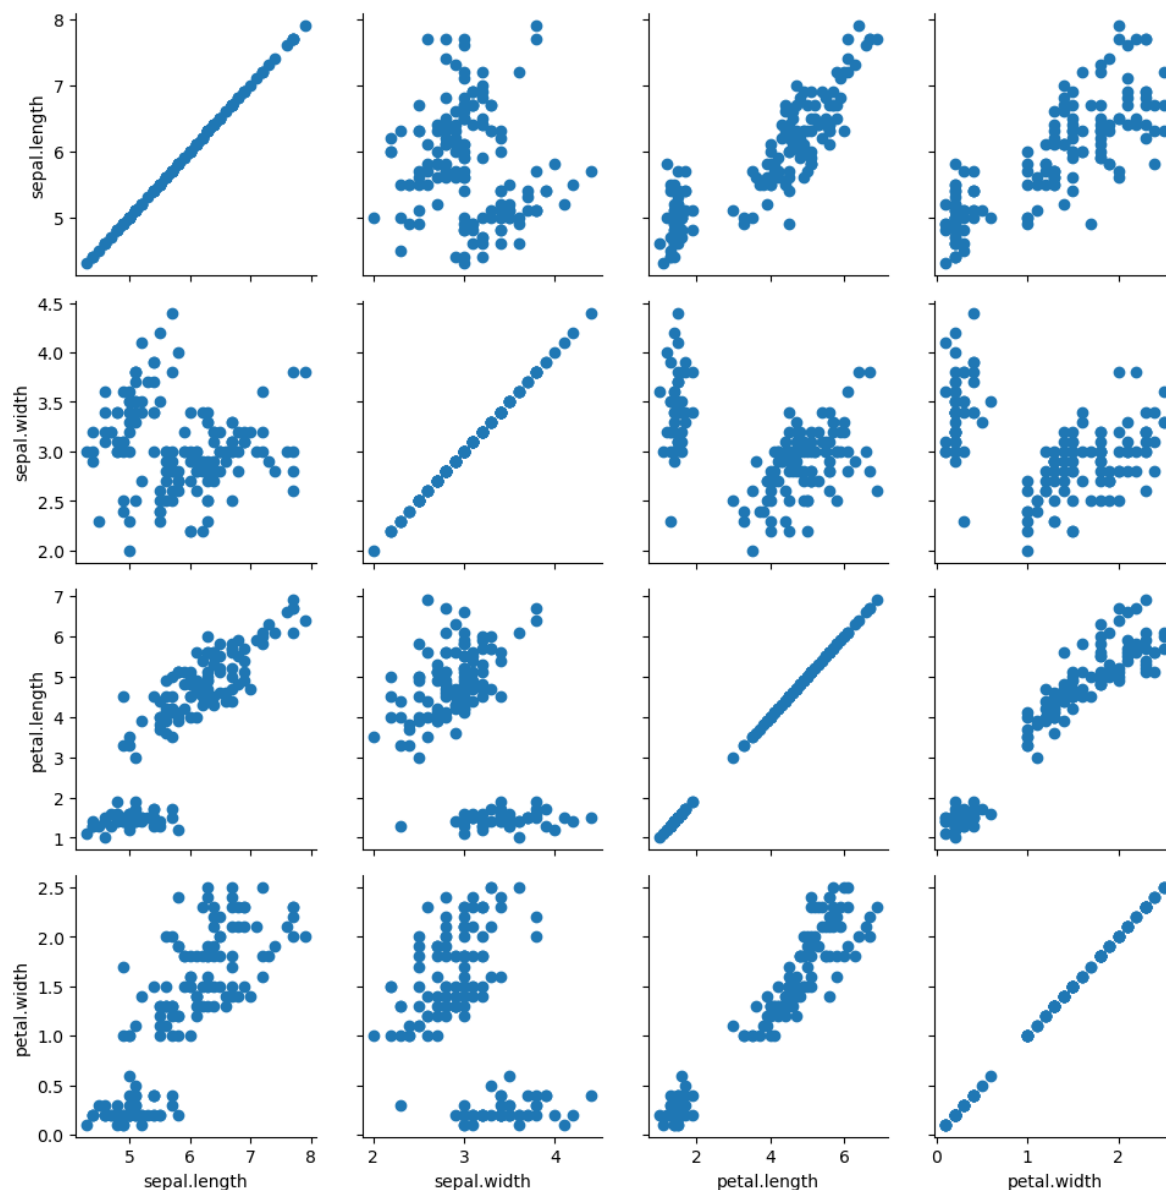 8
7
6
5
sepal.length
4.5
4.0
3.5
3.0
2.5
2.0
sepal.width
7
6
5
4
3
2
1
petal.length
2.5
2.0
1.5
1.0
0.5
0.0
petal.width
5 6 7 8
2 3 4
2 4 6
0 1 2
sepal.length sepal.width petal.length petal.width